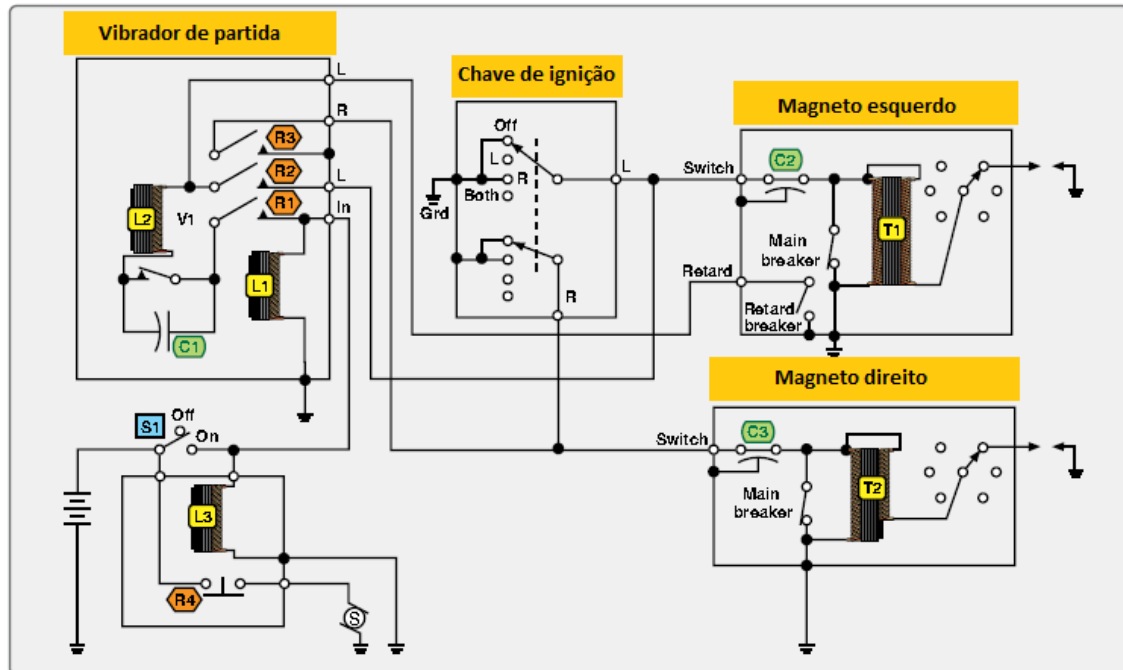 Vibrador de partida
L
R
R3
R2
L
R1
In
L2
V1
L1
C1
Chave de ignição
Off
L
R
Both
Grd
L
R
Magneto esquerdo
Switch
C2
Main
breaker
T1
Retard
Retard
breaker
Magneto direito
Switch
C3
Main
breaker
T2
S1
Off
On
L3
R4
S